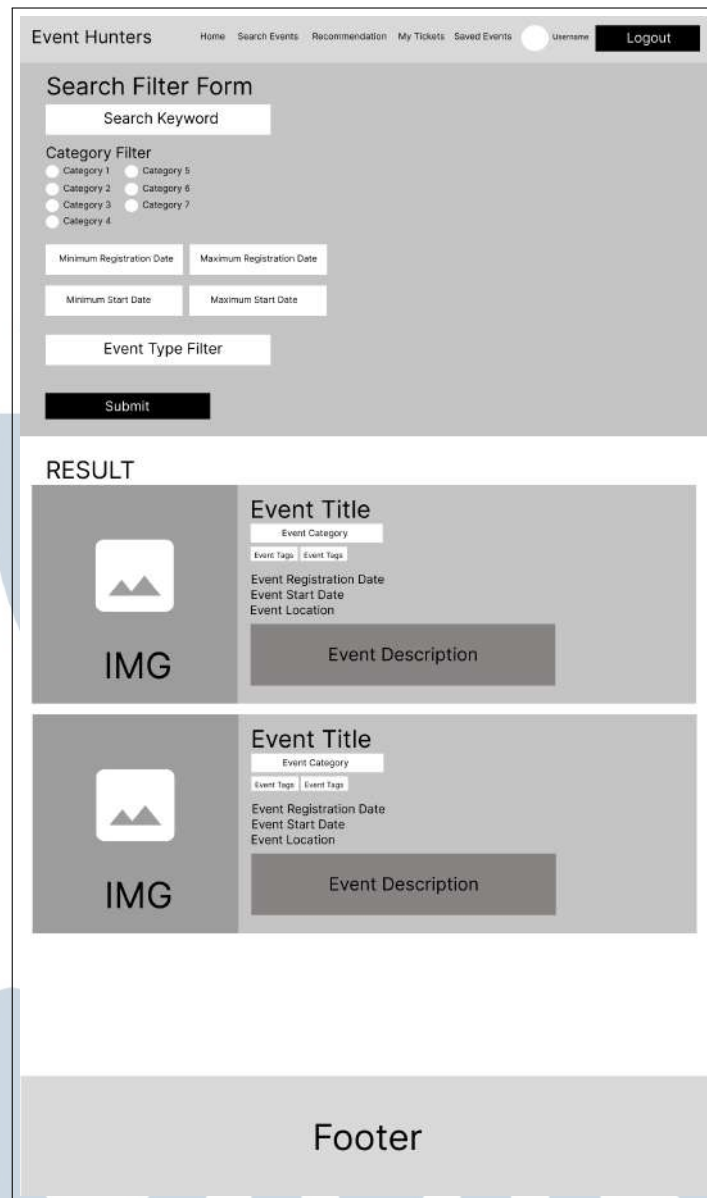 Event Hunters Home Search Events Recommendation My Tickets Saved Events Username Logout
Search Filter Form
Search Keyword
Category Filter
Category 1 Category 5
Category 2 Category 6
Category 3 Category 7
Category 4
Minimum Registration Date Maximum Registration Date
Minimum Start Date Maximum Start Date
Event Type Filter
Submit
RESULT
IMG
Event Title
Event Category
Event Tags Event Tags
Event Registration Date
Event Start Date
Event Location
Event Description
IMG
Event Title
Event Category
Event Tags Event Tags
Event Registration Date
Event Start Date
Event Location
Event Description
Footer